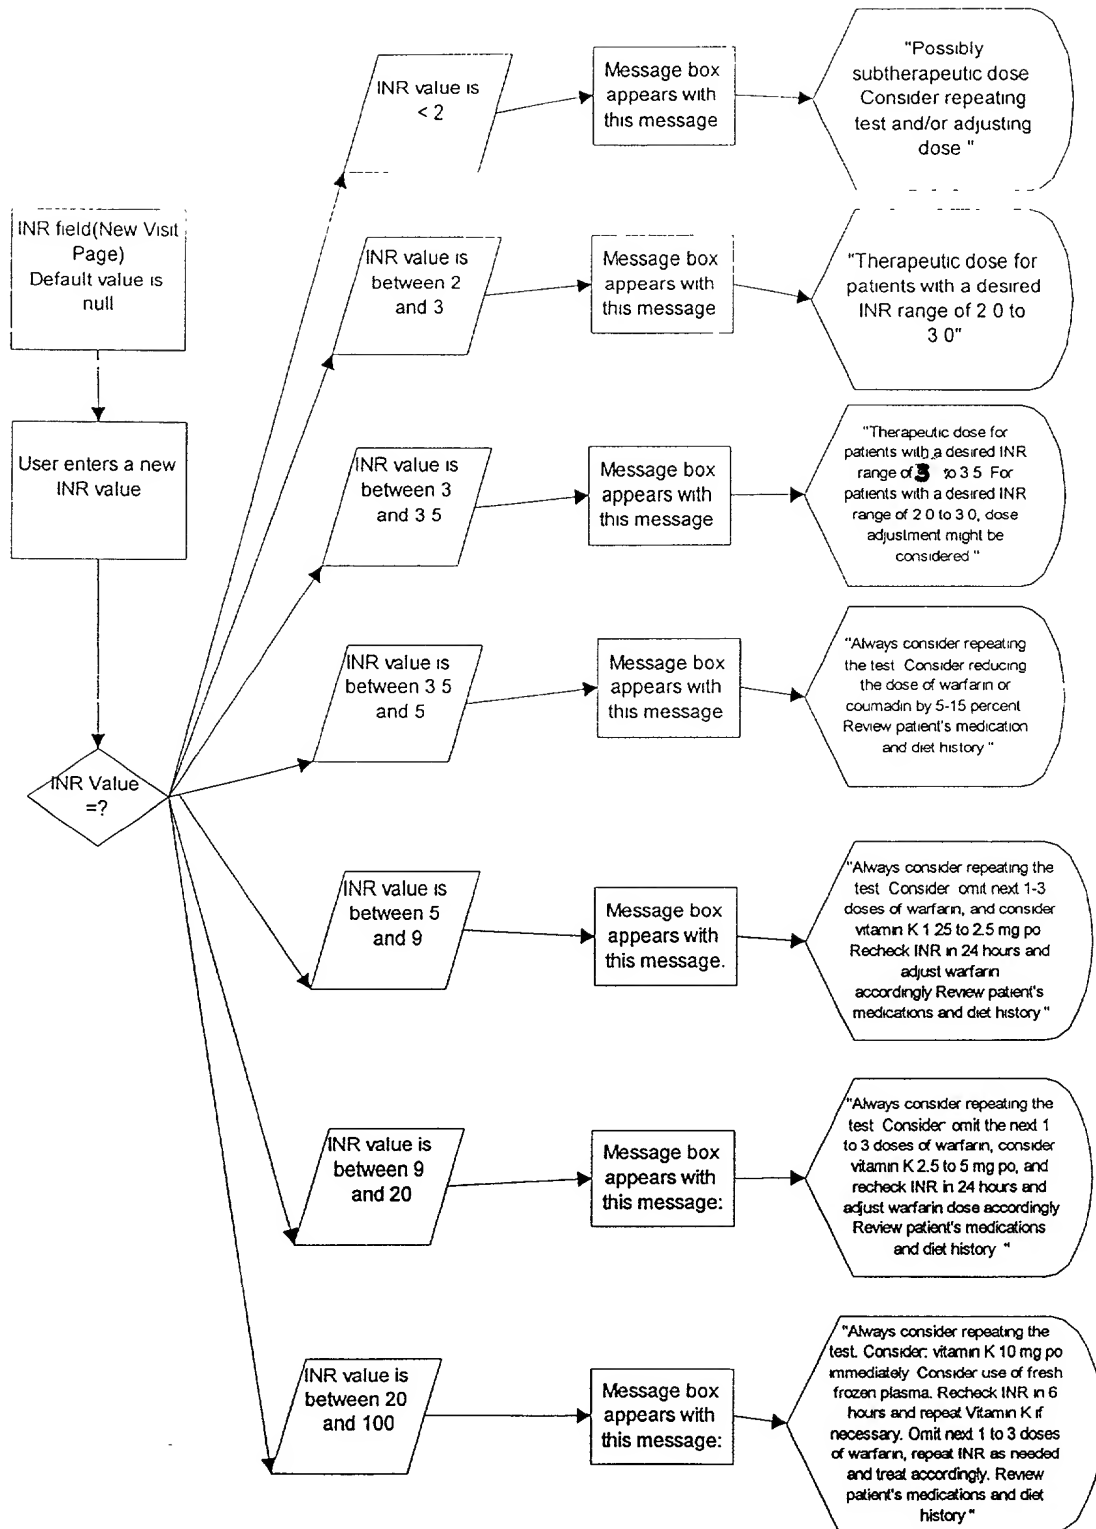 INR field(New Visit
Page)
Default value is
null
User enters a new
INR value
INR Value
=?
INR value is
< 2
Message box
appears with
this message
"Possibly
subtherapeutic dose
Consider repeating
test and/or adjusting
dose "
INR value is
between 2
and 3
Message box
appears with
this message
"Therapeutic dose for
patients with a desired
INR range of 2 0 to
3 0"
INR value is
between 3
and 3 5
Message box
appears with
this message
"Therapeutic dose for
patients with a desired INR
range of 3 to 3 5 For
patients with a desired INR
range of 2 0 to 3 0, dose
adjustment might be
considered "
INR value is
between 3 5
and 5
Message box
appears with
this message
"Always consider repeating
the test Consider reducing
the dose of warfarin or
coumadin by 5-15 percent
Review patient's medication
and diet history "
INR value is
between 5
and 9
Message box
appears with
this message.
"Always consider repeating the
test Consider omit next 1-3
doses of warfarin, and consider
vitamin K 1 25 to 2.5 mg po
Recheck INR in 24 hours and
adjust warfarin
accordingly Review patient's
medications and diet history "
INR value is
between 9
and 20
Message box
appears with
this message:
"Always consider repeating the
test Consider omit the next 1
to 3 doses of warfarin, consider
vitamin K 2.5 to 5 mg po, and
recheck INR in 24 hours and
adjust warfarin dose accordingly
Review patient's medications
and diet history "
INR value is
between 20
and 100
Message box
appears with
this message:
"Always consider repeating the
test. Consider: vitamin K 10 mg po
immediately Consider use of fresh
frozen plasma. Recheck INR in 6
hours and repeat Vitamin K if
necessary. Omit next 1 to 3 doses
of warfarin, repeat INR as needed
and treat accordingly. Review
patient's medications and diet
history "